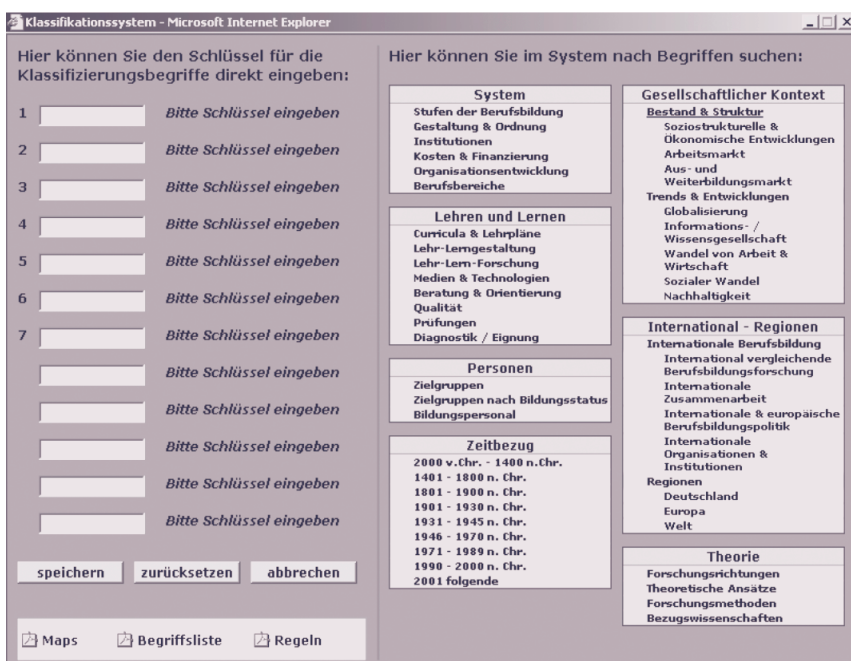 Klassifikationssystem - Microsoft Internet Explorer
Hier können Sie den Schlüssel für die
Klassifizierungsbegriffe direkt eingeben:
1 Bitte Schlüssel eingeben
2 Bitte Schlüssel eingeben
3 Bitte Schlüssel eingeben
4 Bitte Schlüssel eingeben
5 Bitte Schlüssel eingeben
6 Bitte Schlüssel eingeben
7 Bitte Schlüssel eingeben
Bitte Schlüssel eingeben
Bitte Schlüssel eingeben
Bitte Schlüssel eingeben
Bitte Schlüssel eingeben
Bitte Schlüssel eingeben
speichern zurücksetzen abbrechen
Maps Begriffsliste Regeln
Hier können Sie im System nach Begriffen suchen:
System
Stufen der Berufsbildung
Gestaltung & Ordnung
Institutionen
Kosten & Finanzierung
Organisationsentwicklung
Berufsbereiche
Lehren und Lernen
Curricula & Lehrpläne
Lehr-Lerngestaltung
Lehr-Lern-Forschung
Medien & Technologien
Beratung & Orientierung
Qualität
Prüfungen
Diagnostik / Eignung
Personen
Zielgruppen
Zielgruppen nach Bildungsstatus
Bildungspersonal
Zeitbezug
2000 v.Chr. - 1400 n.Chr.
1401 - 1800 n. Chr.
1801 - 1900 n. Chr.
1901 - 1930 n. Chr.
1931 - 1945 n. Chr.
1946 - 1970 n. Chr.
1971 - 1989 n. Chr.
1990 - 2000 n. Chr.
2001 folgende
Gesellschaftlicher Kontext
Bestand & Struktur
Soziostrukturelle &
Ökonomische Entwicklungen
Arbeitsmarkt
Aus- und
Weiterbildungsmarkt
Trends & Entwicklungen
Globalisierung
Informations- /
Wissensgesellschaft
Wandel von Arbeit &
Wirtschaft
Sozialer Wandel
Nachhaltigkeit
International - Regionen
Internationale Berufsbildung
International vergleichende
Berufsbildungsforschung
Internationale
Zusammenarbeit
Internationale & europäische
Berufsbildungspolitik
Internationale
Organisationen &
Institutionen
Regionen
Deutschland
Europa
Welt
Theorie
Forschungsrichtungen
Theoretische Ansätze
Forschungsmethoden
Bezugswissenschaften